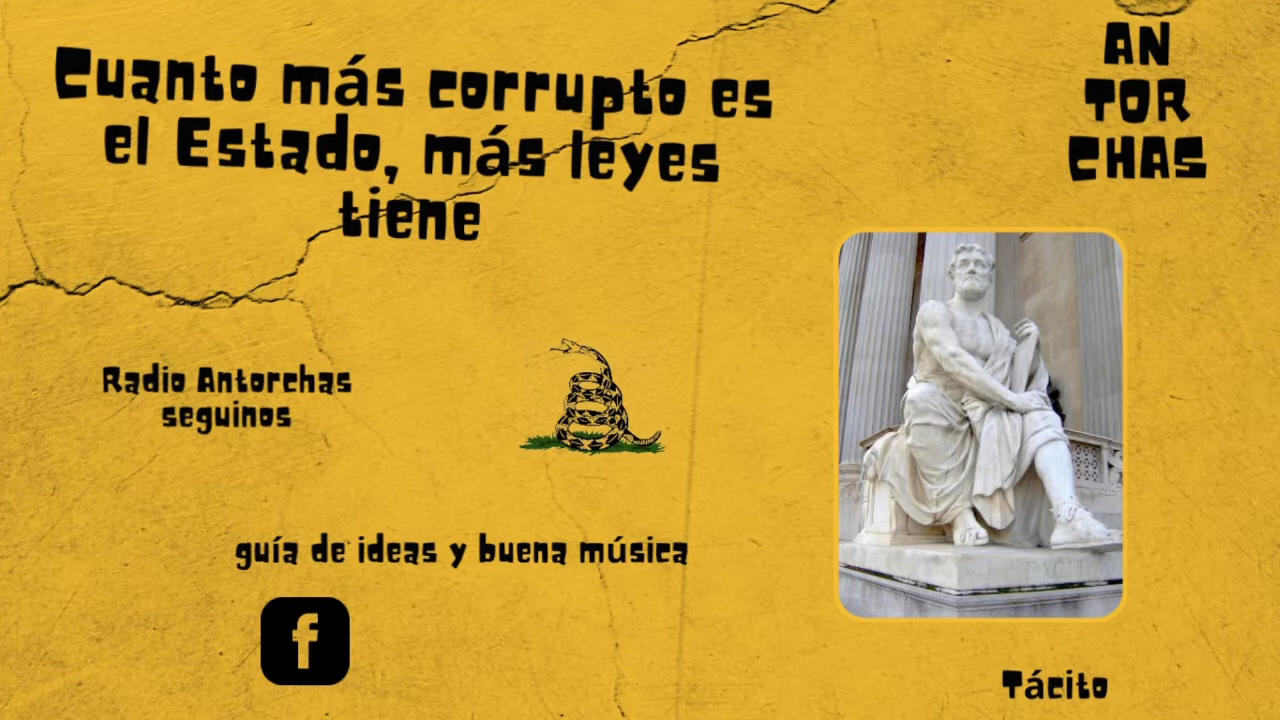 Cuanto más corrupto es
el Estado, más leyes
tiene
AN
TOR
CHAS
Radio Antorchas
seguinos
guía de ideas y buena música
f
Tácito